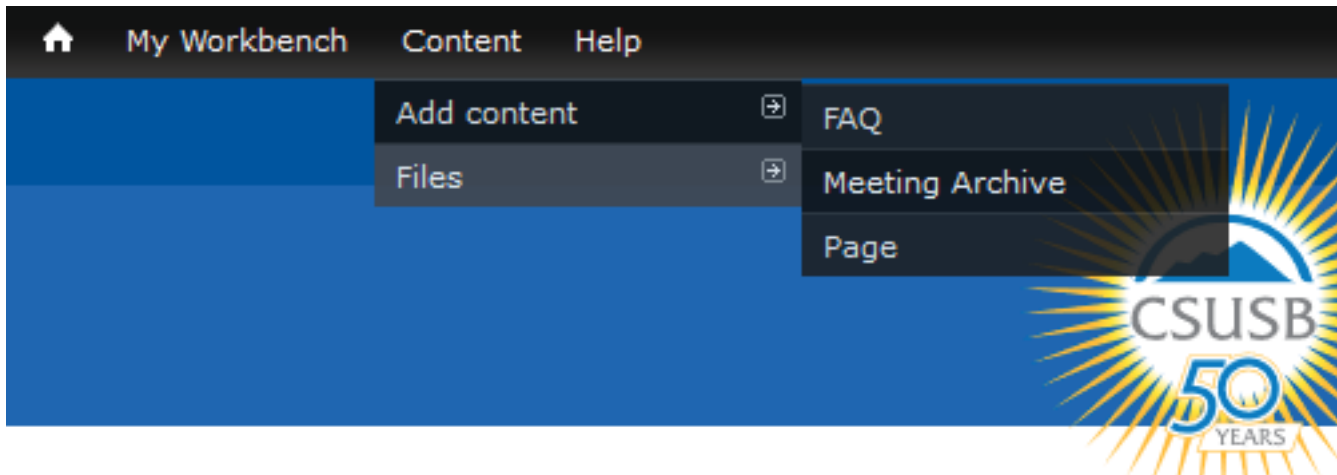 My Workbench Content Help
Add content
Files
FAQ
Meeting Archive
Page
CSUSB
50
YEARS